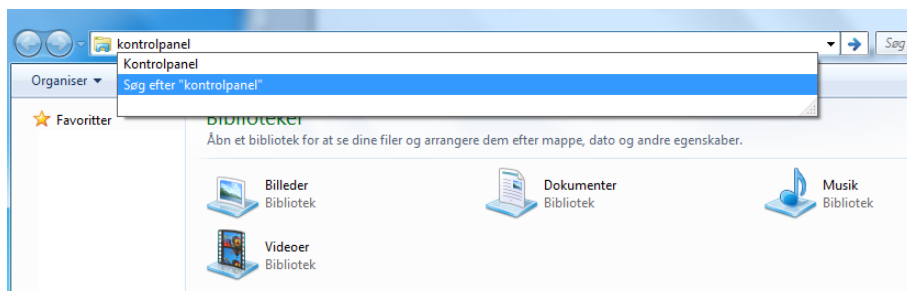 kontrolpanel
Søg
Kontrolpanel
Organiser
Søg efter "kontrolpanel"
Favoritter
Biblioteker
Åbn et bibliotek for at se dine filer og arrangere dem efter mappe, dato og andre egenskaber.
Billeder
Bibliotek
Dokumenter
Bibliotek
Musik
Bibliotek
Videoer
Bibliotek